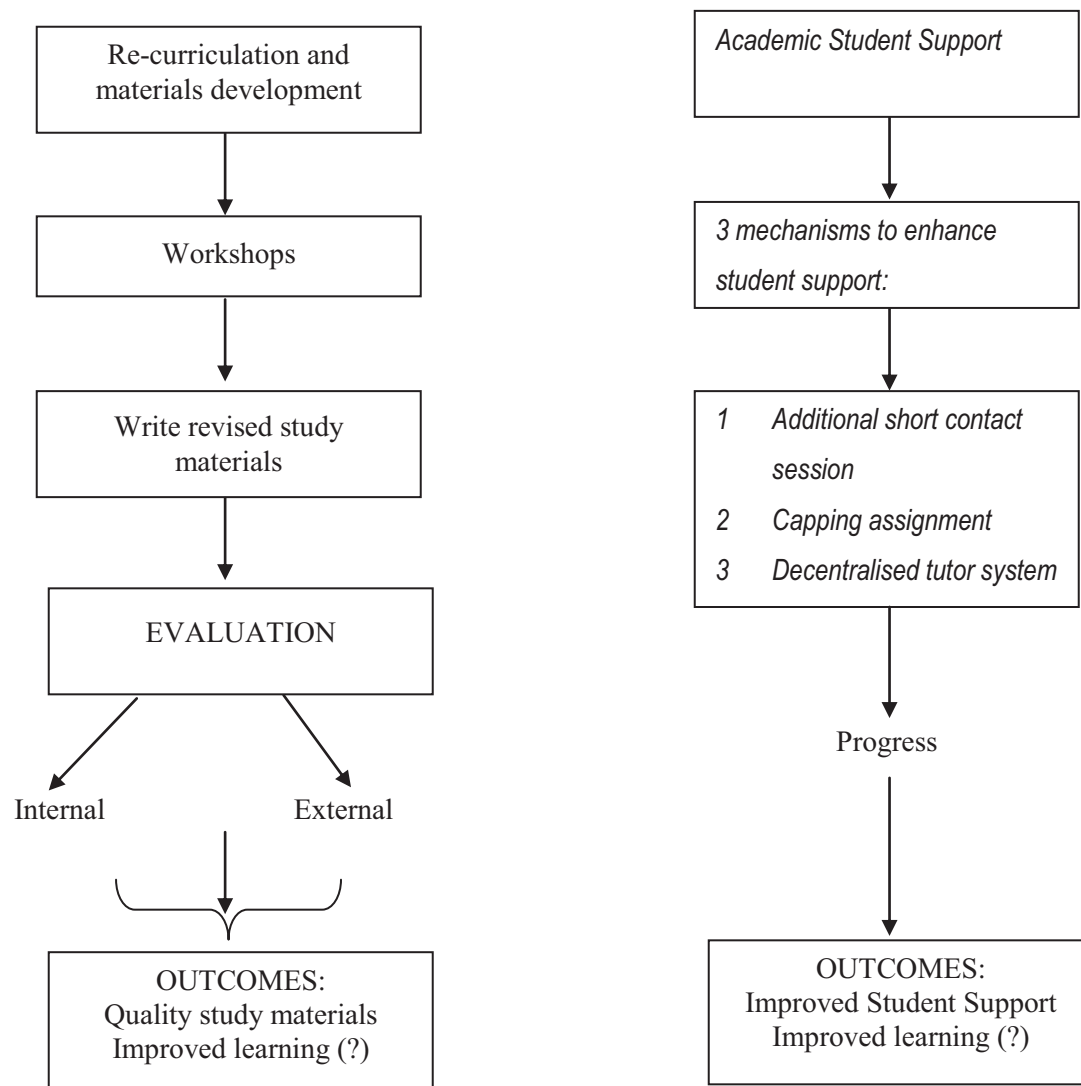 Re-curriculation and
materials development
Workshops
Write revised study
materials
EVALUATION
Internal
External
OUTCOMES:
Quality study materials
Improved learning (?)
Academic Student Support
3 mechanisms to enhance
student support:
1 Additional short contact
session
2 Capping assignment
3 Decentralised tutor system
Progress
OUTCOMES:
Improved Student Support
Improved learning (?)